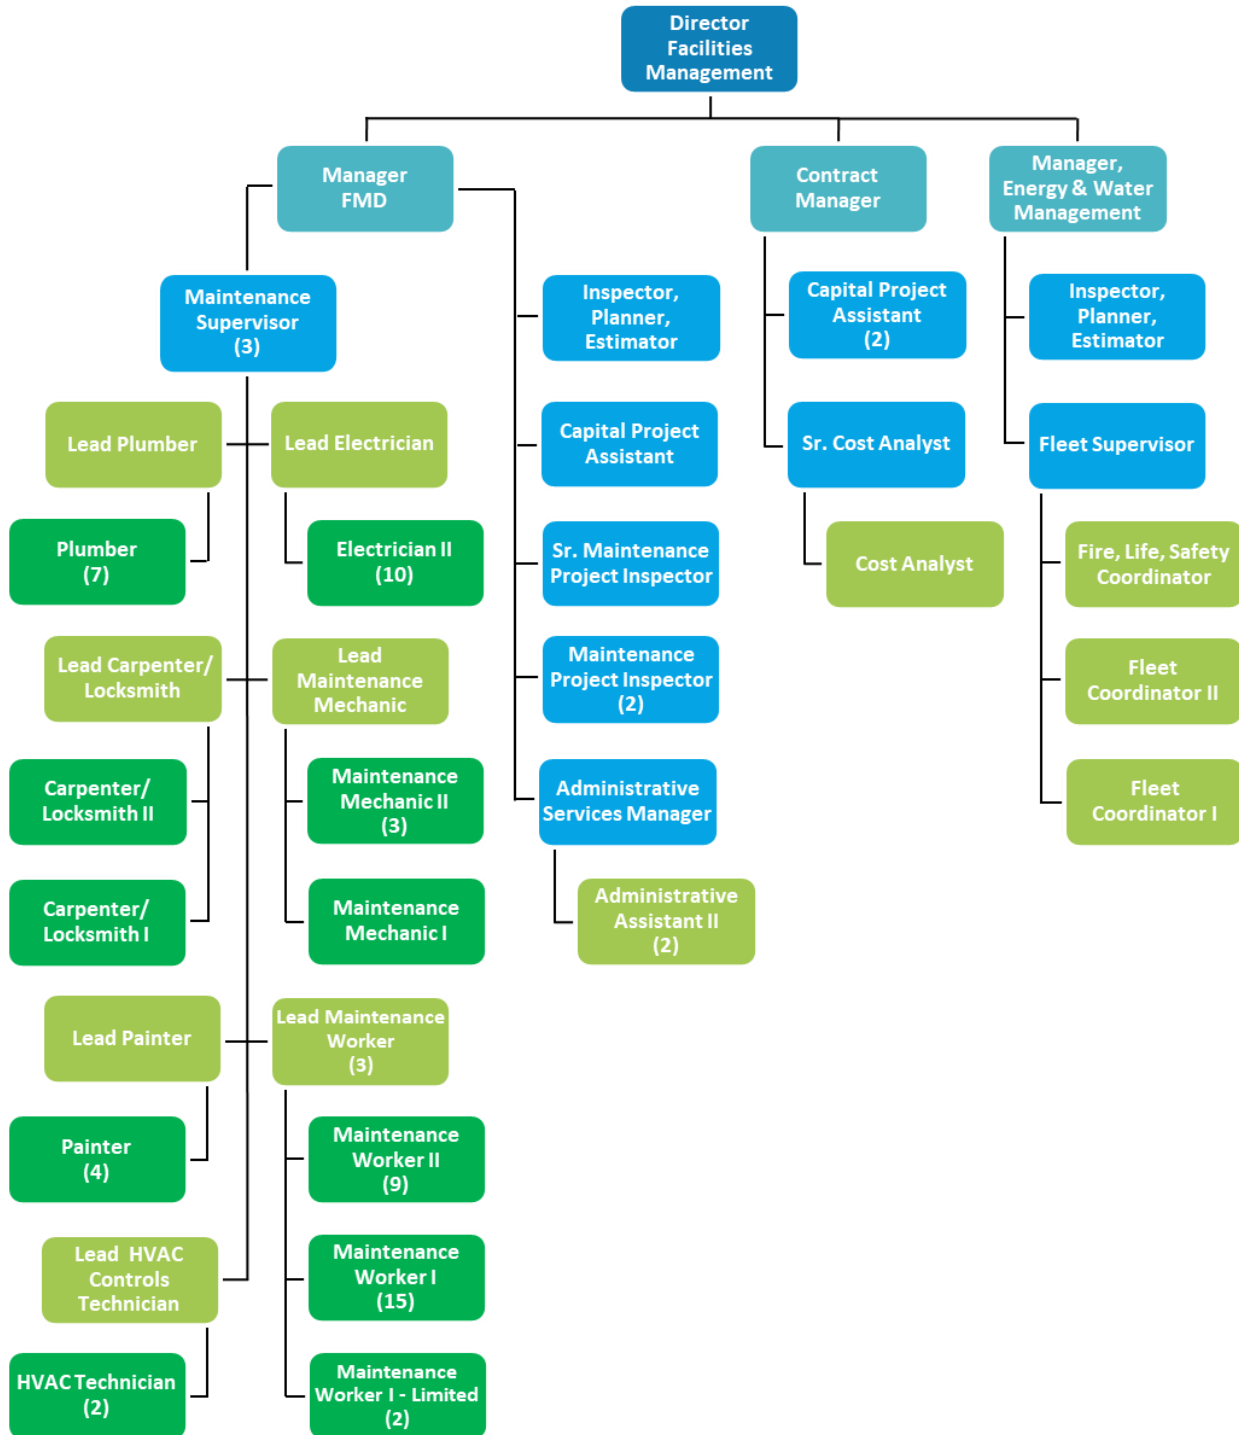 Director
Facilities
Management
Manager
FMD
Contract
Manager
Manager,
Energy & Water
Management
Maintenance
Supervisor
(3)
Inspector,
Planner,
Estimator
Capital Project
Assistant
(2)
Inspector,
Planner,
Estimator
Lead Plumber
Lead Electrician
Capital Project
Assistant
Sr. Cost Analyst
Fleet Supervisor
Plumber
(7)
Electrician II
(10)
Sr. Maintenance
Project Inspector
Cost Analyst
Fire, Life, Safety
Coordinator
Lead Carpenter/
Locksmith
Lead
Maintenance
Mechanic
Maintenance
Project Inspector
(2)
Fleet
Coordinator II
Carpenter/
Locksmith II
Maintenance
Mechanic II
(3)
Administrative
Services Manager
Fleet
Coordinator I
Carpenter/
Locksmith I
Maintenance
Mechanic I
Administrative
Assistant II
(2)
Lead Painter
Lead Maintenance
Worker
(3)
Painter
(4)
Maintenance
Worker II
(9)
Lead HVAC
Controls
Technician
Maintenance
Worker I
(15)
HVAC Technician
(2)
Maintenance
Worker I - Limited
(2)